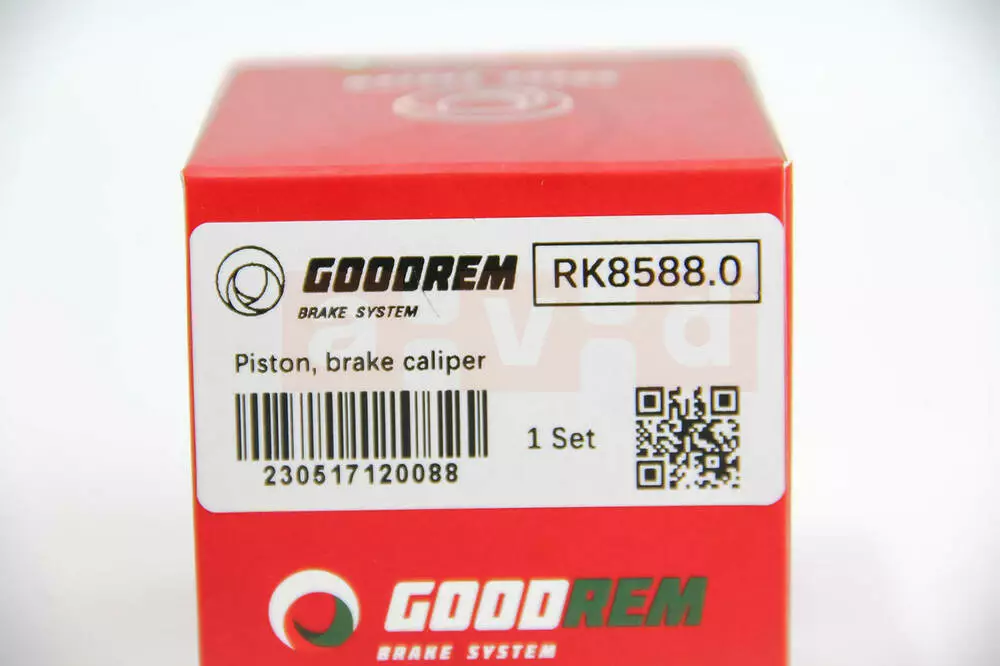 GOODREM
BRAKE SYSTEM
RK8588.0
a·v·d
Piston, brake caliper
1 Set
230517120088
GOODREM
BRAKE SYSTEM